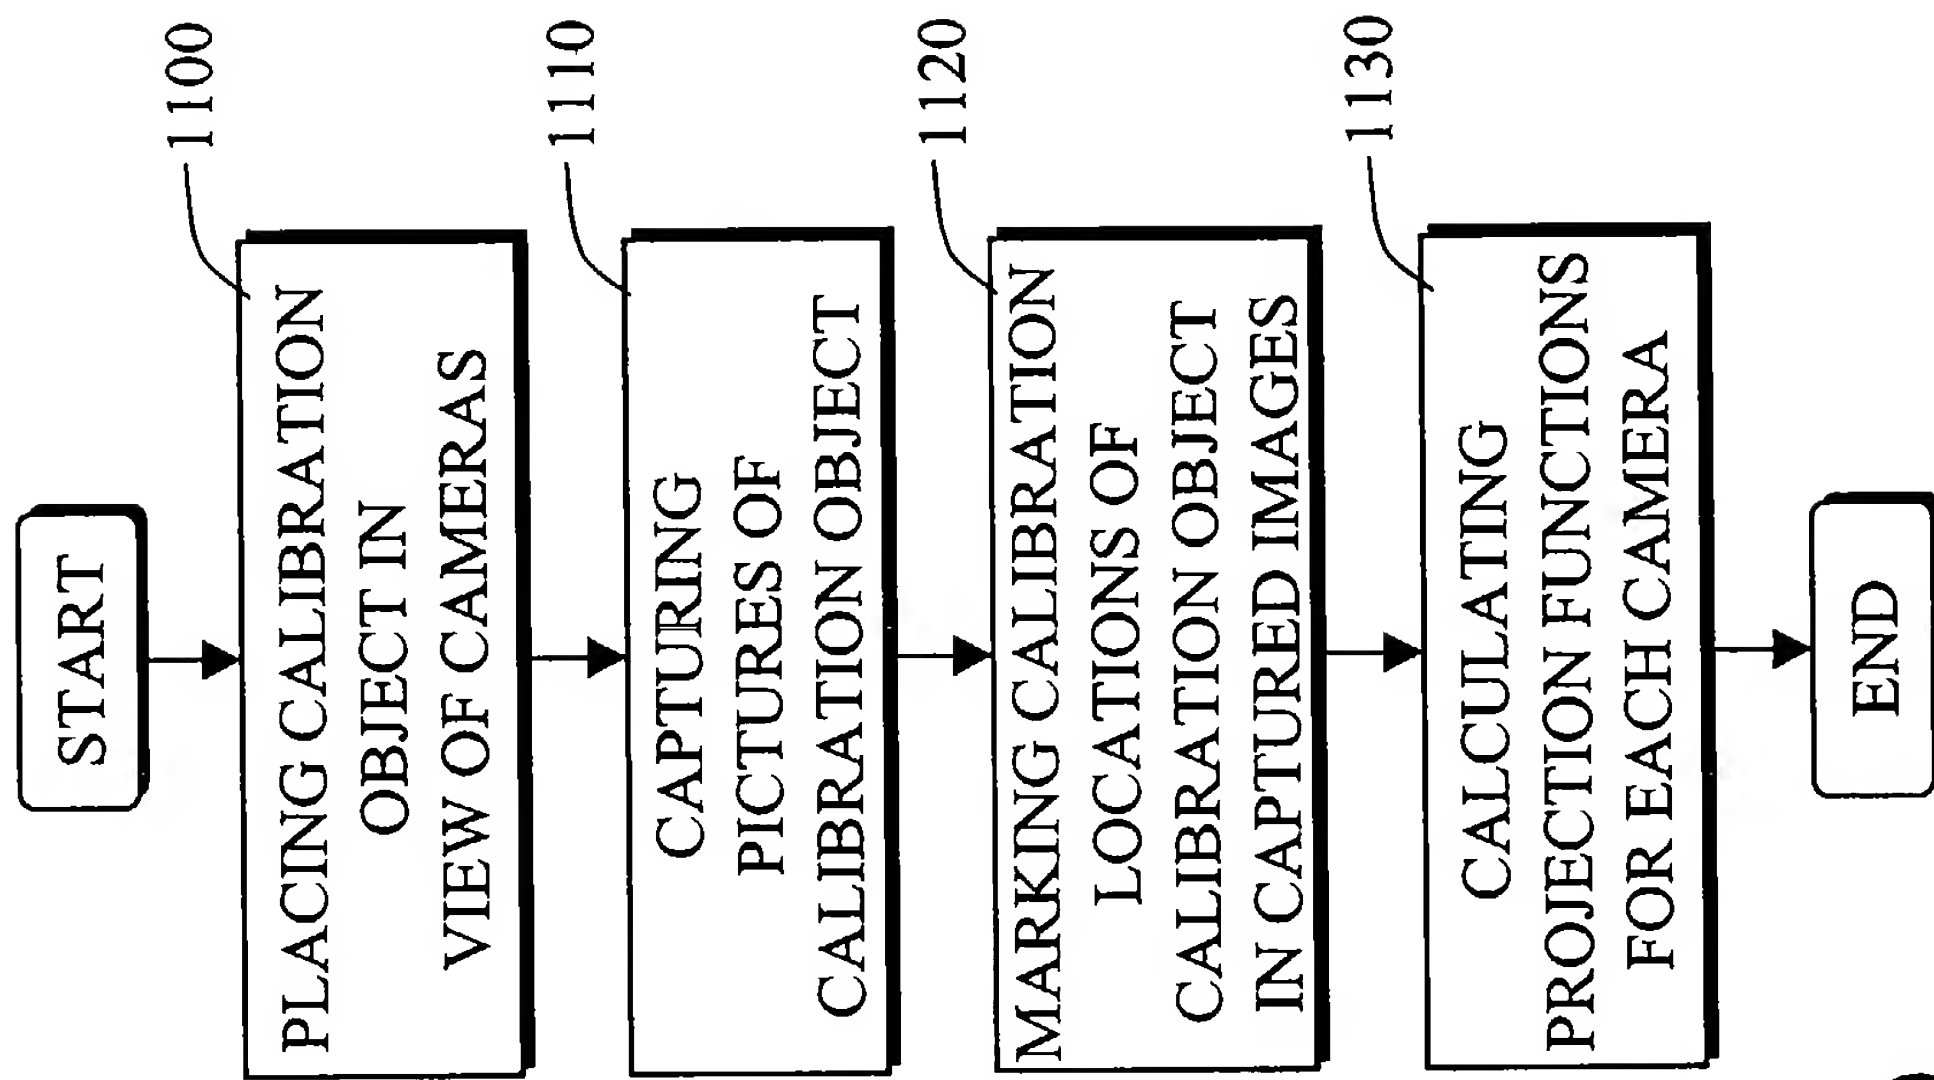 START
1100
PLACING CALIBRATION
OBJECT IN
VIEW OF CAMERAS
1110
CAPTURING
PICTURES OF
CALIBRATION OBJECT
1120
MARKING CALIBRATION
LOCATIONS OF
CALIBRATION OBJECT
IN CAPTURED IMAGES
1130
CALCULATING
PROJECTION FUNCTIONS
FOR EACH CAMERA
END